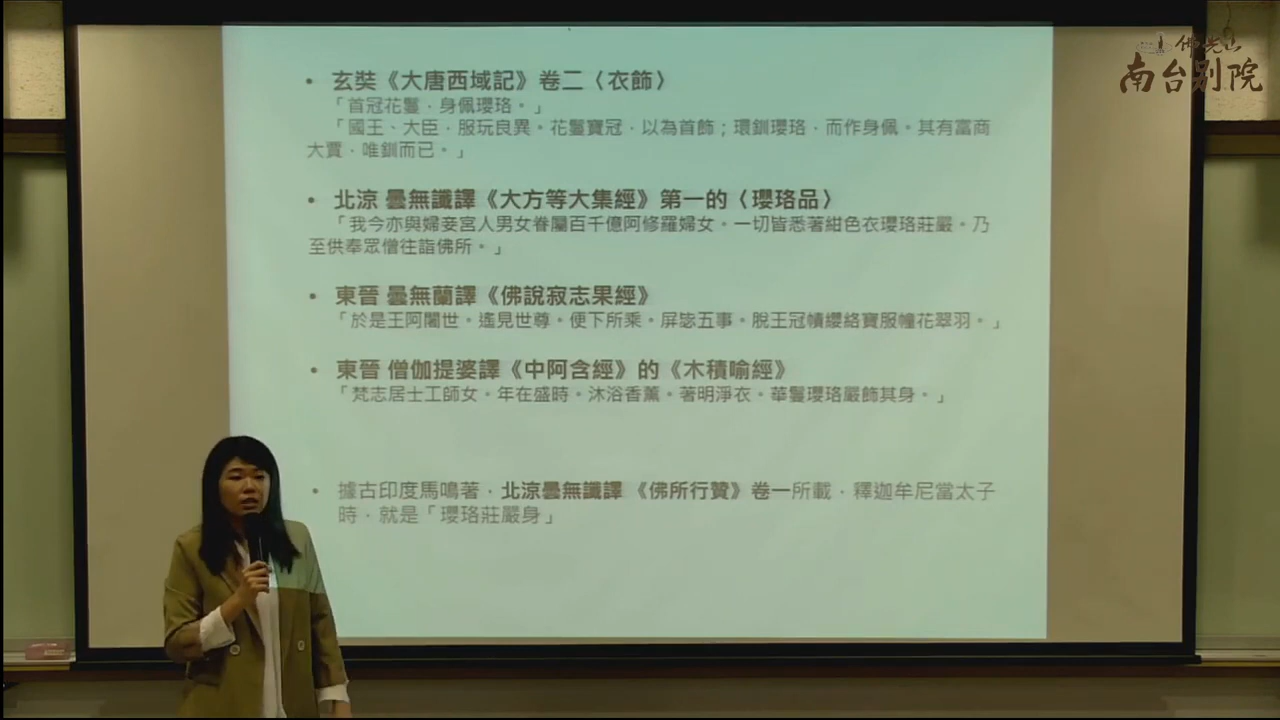 佛光山
南台別院
• 玄奘《大唐西域記》卷二〈衣飾〉
「首冠花鬘，身佩瓔珞。」
「國王、大臣，服玩良異。花鬘寶冠，以為首飾；環釧瓔珞，而作身佩。其有富商
大賈，唯釧而已。」
• 北涼 曇無讖譯《大方等大集經》第一的〈瓔珞品〉
「我今亦與婦妾宮人男女眷屬百千億阿修羅婦女。一切皆悉著紺色衣瓔珞莊嚴。乃
至供奉眾僧往詣佛所。」
• 東晉 曇無蘭譯《佛說寂志果經》
「於是王阿闍世。遙見世尊。便下所乘。屏毖五事。脫王冠幘纓絡寶服幢花翠羽。」
• 東晉 僧伽提婆譯《中阿含經》的《木積喻經》
「梵志居士工師女。年在盛時。沐浴香薰。著明淨衣。華鬘瓔珞嚴飾其身。」
• 據古印度馬鳴著，北涼曇無讖譯 《佛所行贊》卷一所載，釋迦牟尼當太子
時，就是「瓔珞莊嚴身」